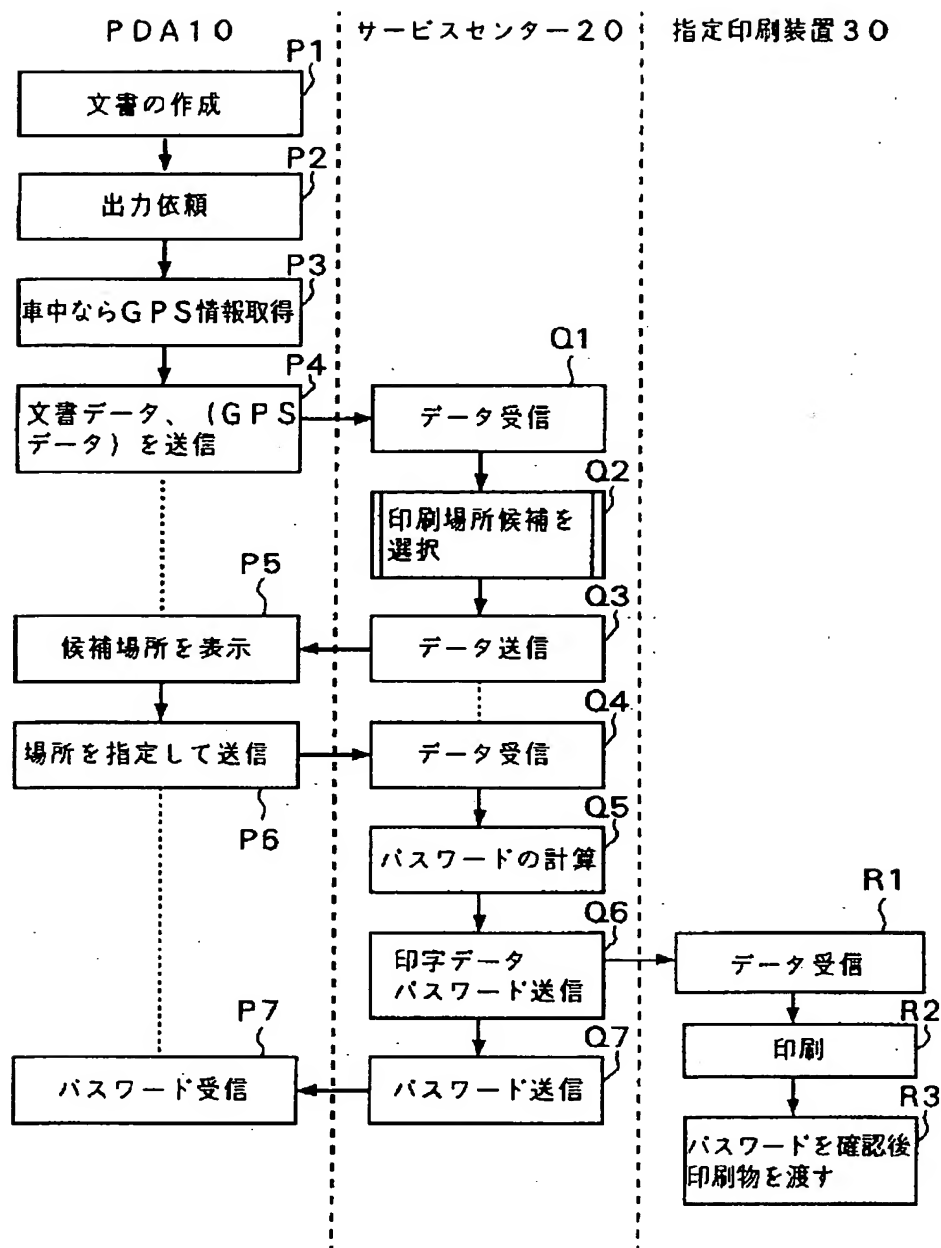 PDA10
サービスセンター20
指定印刷装置30
P1
文書の作成
P2
出力依頼
P3
車中ならGPS情報取得
P4
文書データ、(GPS
データ)を送信
Q1
データ受信
Q2
印刷場所候補を
選択
P5
候補場所を表示
Q3
データ送信
Q4
場所を指定して送信
データ受信
P6
Q5
パスワードの計算
Q6
印字データ
パスワード送信
R1
データ受信
R2
印刷
P7
パスワード受信
Q7
パスワード送信
R3
パスワードを確認後
印刷物を渡す